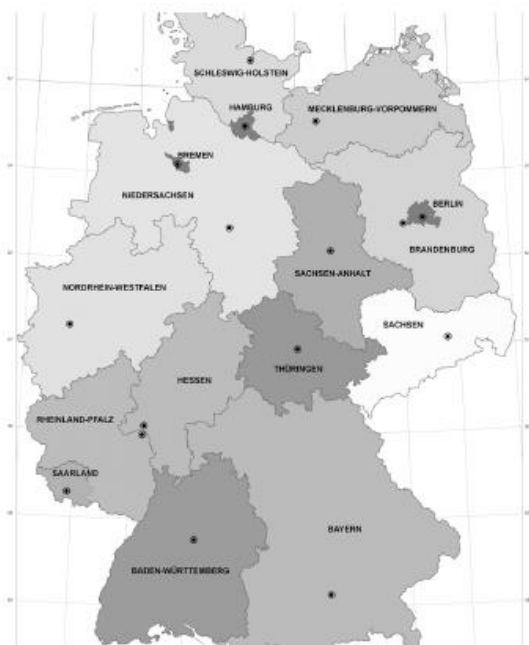 SCHLESWIG-HOLSTEIN
HAMBURG
MECKLENBURG-VORPOMMERN
BREMEN
NIEDERSACHSEN
BERLIN
BRANDENBURG
SACHSEN-ANHALT
NORDRHEIN-WESTFALEN
SACHSEN
THÜRINGEN
HESSEN
RHEINLAND-PFALZ
SAARLAND
BAYERN
BADEN-WÜRTTEMBERG